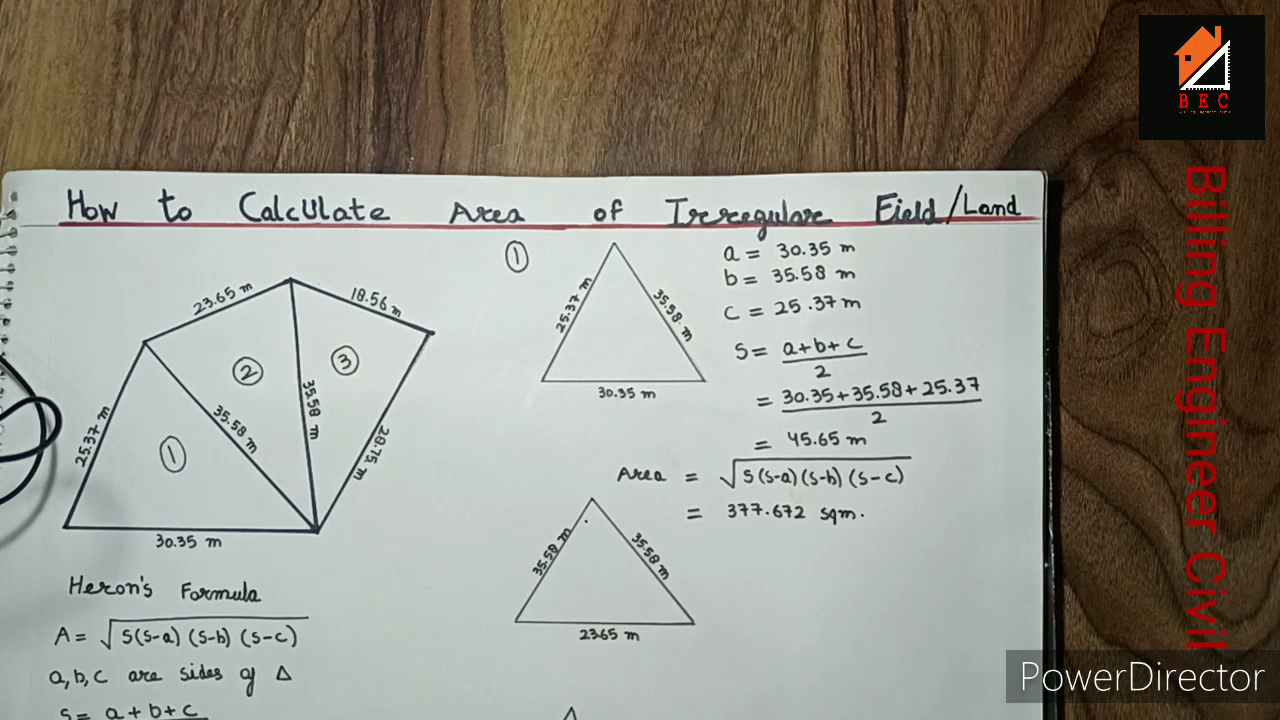 BEC
Billing Engineer Civil
How to Calculate Area of Irregular Field/Land
23.65 m
18.56 m
25.37 m
35.58 m
35.58 m
28.75 m
30.35 m
①
②
③
Heron's Formula
A = √s(s-a) (s-b) (s-c)
a,b,c are sides of Δ
s = a+b+c
①
25.37 m
35.58 m
30.35 m
a = 30.35 m
b = 35.58 m
c = 25.37 m
S = a+b+c
2
= 30.35+35.58+25.37
2
= 45.65 m
Area = √s(s-a)(s-b)(s-c)
= 377.672 sqm.
35.58 m
35.58 m
23.65 m
PowerDirector